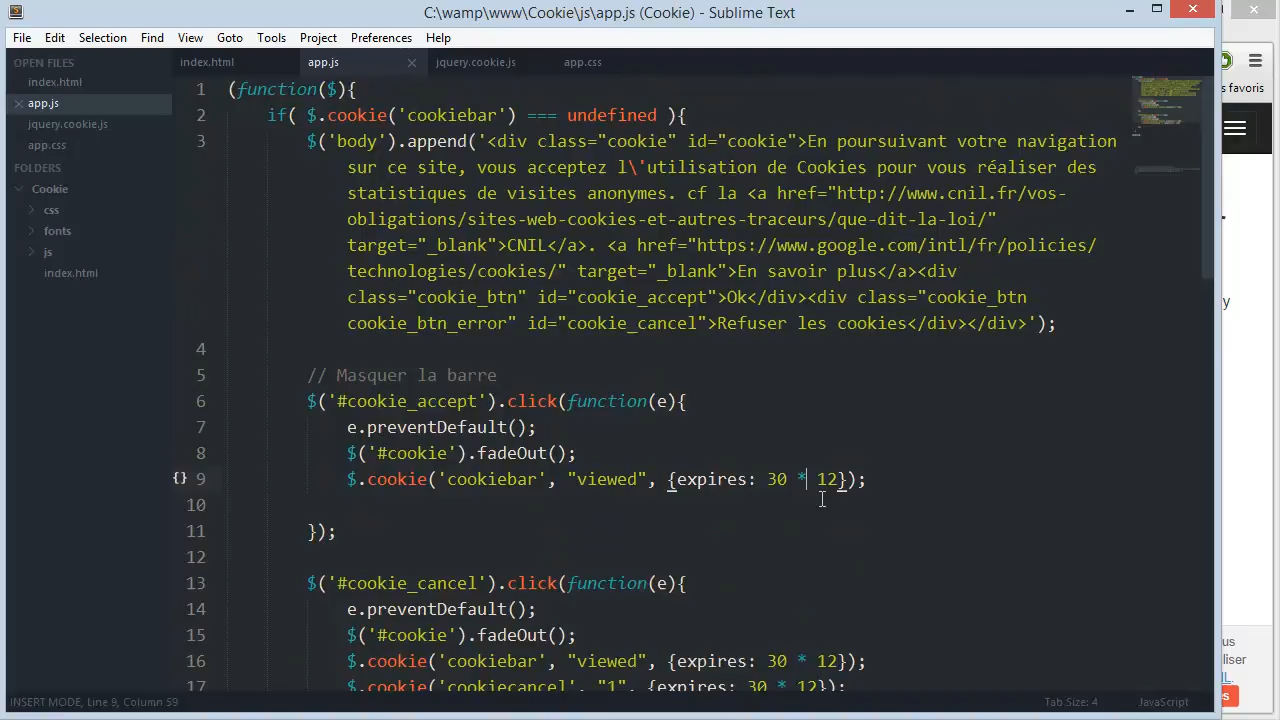 C:\wamp\www\Cookie\js\app.js (Cookie) - Sublime Text
File Edit Selection Find View Goto Tools Project Preferences Help
OPEN FILES
index.html
app.js
jquery.cookie.js
app.css
FOLDERS
Cookie
css
fonts
js
index.html
index.html app.js jquery.cookie.js app.css
1 (function($){
2 if( $.cookie('cookiebar') === undefined ){
3 $('body').append('<div class="cookie" id="cookie">En poursuivant votre navigation
sur ce site, vous acceptez l\'utilisation de Cookies pour vous réaliser des
statistiques de visites anonymes. cf la <a href="http://www.cnil.fr/vos-
obligations/sites-web-cookies-et-autres-traceurs/que-dit-la-loi/"
target="_blank">CNIL</a>. <a href="https://www.google.com/intl/fr/policies/
technologies/cookies/" target="_blank">En savoir plus</a><div
class="cookie_btn" id="cookie_accept">Ok</div><div class="cookie_btn
cookie_btn_error" id="cookie_cancel">Refuser les cookies</div></div>');
4
5 // Masquer la barre
6 $('#cookie_accept').click(function(e){
7 e.preventDefault();
8 $('#cookie').fadeOut();
{} 9 $.cookie('cookiebar', "viewed", {expires: 30 * 12});
10
11 });
12
13 $('#cookie_cancel').click(function(e){
14 e.preventDefault();
15 $('#cookie').fadeOut();
16 $.cookie('cookiebar', "viewed", {expires: 30 * 12});
17 $.cookie('cookiecancel', "1", {expires: 30 * 12});
INSERT MODE, Line 9, Column 59 Tab Size: 4 JavaScript
s favoris
y
us
liser
L.
s